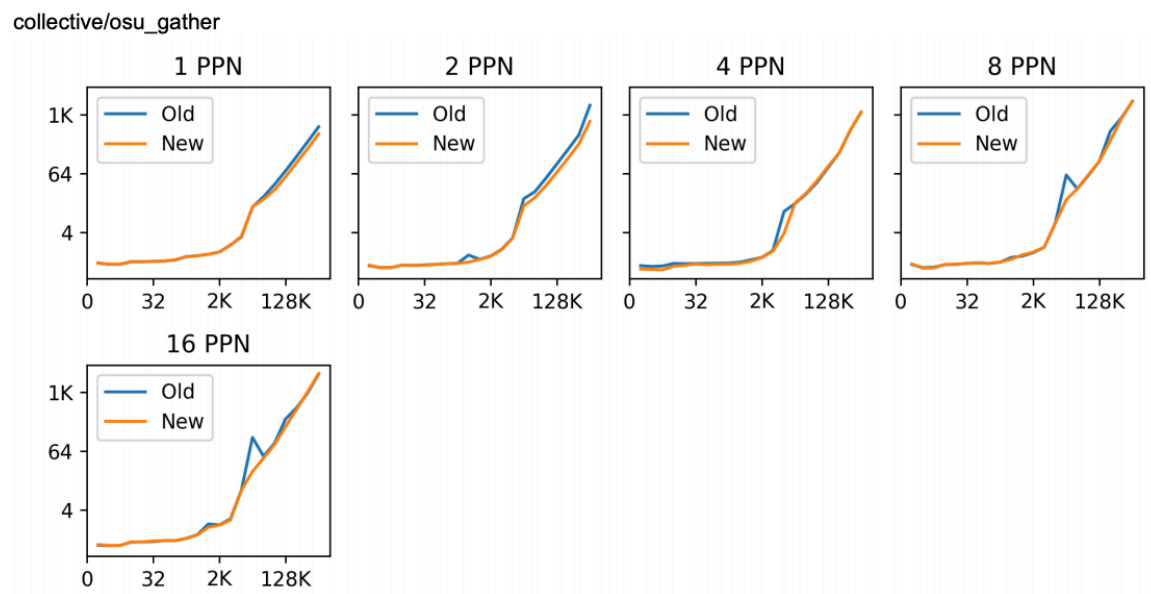 collective/osu_gather
1 PPN
2 PPN
4 PPN
8 PPN
1K
64
4
Old
New
Old
New
Old
New
Old
New
0 32 2K 128K
0 32 2K 128K
0 32 2K 128K
0 32 2K 128K
16 PPN
1K
64
4
Old
New
0 32 2K 128K